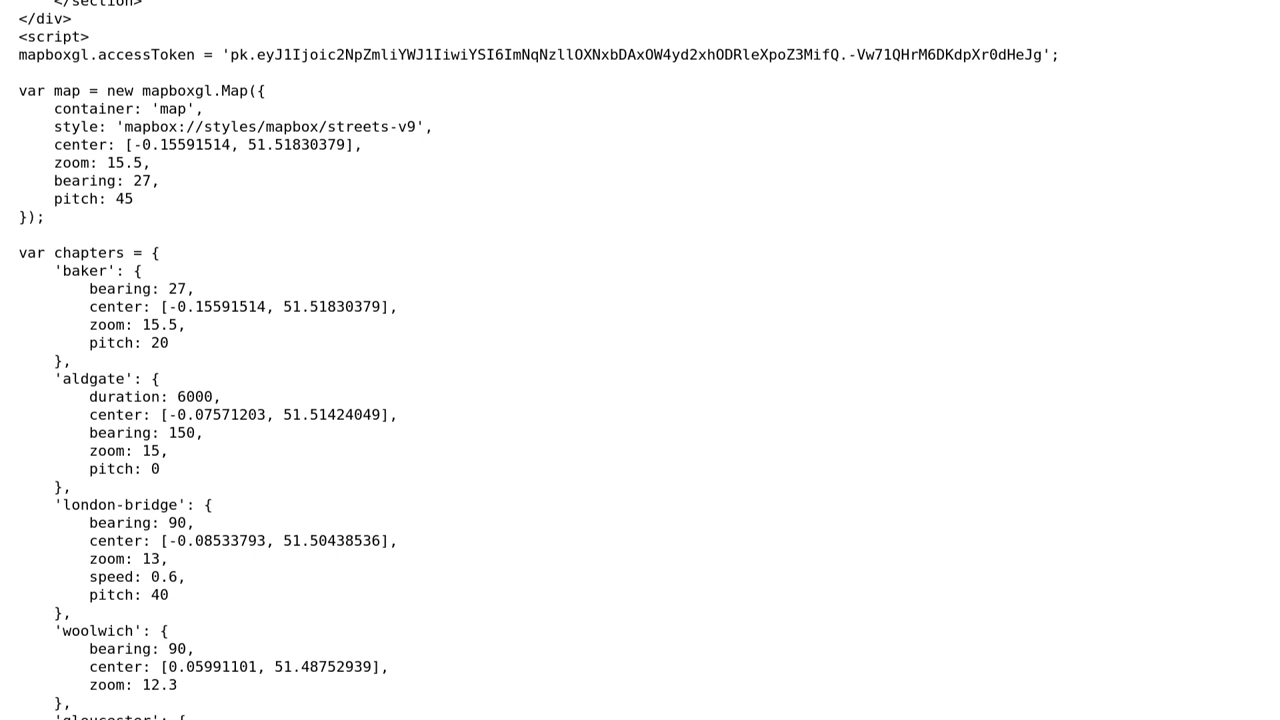 </section>
</div>
<script>
mapboxgl.accessToken = 'pk.eyJ1Ijoic2NpZmliYWJ1IiwiYSI6ImNqNzllOXNxbDAxOW4yd2xhODRleXpoZ3MifQ.-Vw71QHrM6DKdpXr0dHeJg';
var map = new mapboxgl.Map({
container: 'map',
style: 'mapbox://styles/mapbox/streets-v9',
center: [-0.15591514, 51.51830379],
zoom: 15.5,
bearing: 27,
pitch: 45
});
var chapters = {
'baker': {
bearing: 27,
center: [-0.15591514, 51.51830379],
zoom: 15.5,
pitch: 20
},
'aldgate': {
duration: 6000,
center: [-0.07571203, 51.51424049],
bearing: 150,
zoom: 15,
pitch: 0
},
'london-bridge': {
bearing: 90,
center: [-0.08533793, 51.50438536],
zoom: 13,
speed: 0.6,
pitch: 40
},
'woolwich': {
bearing: 90,
center: [0.05991101, 51.48752939],
zoom: 12.3
},
'gloucester': {